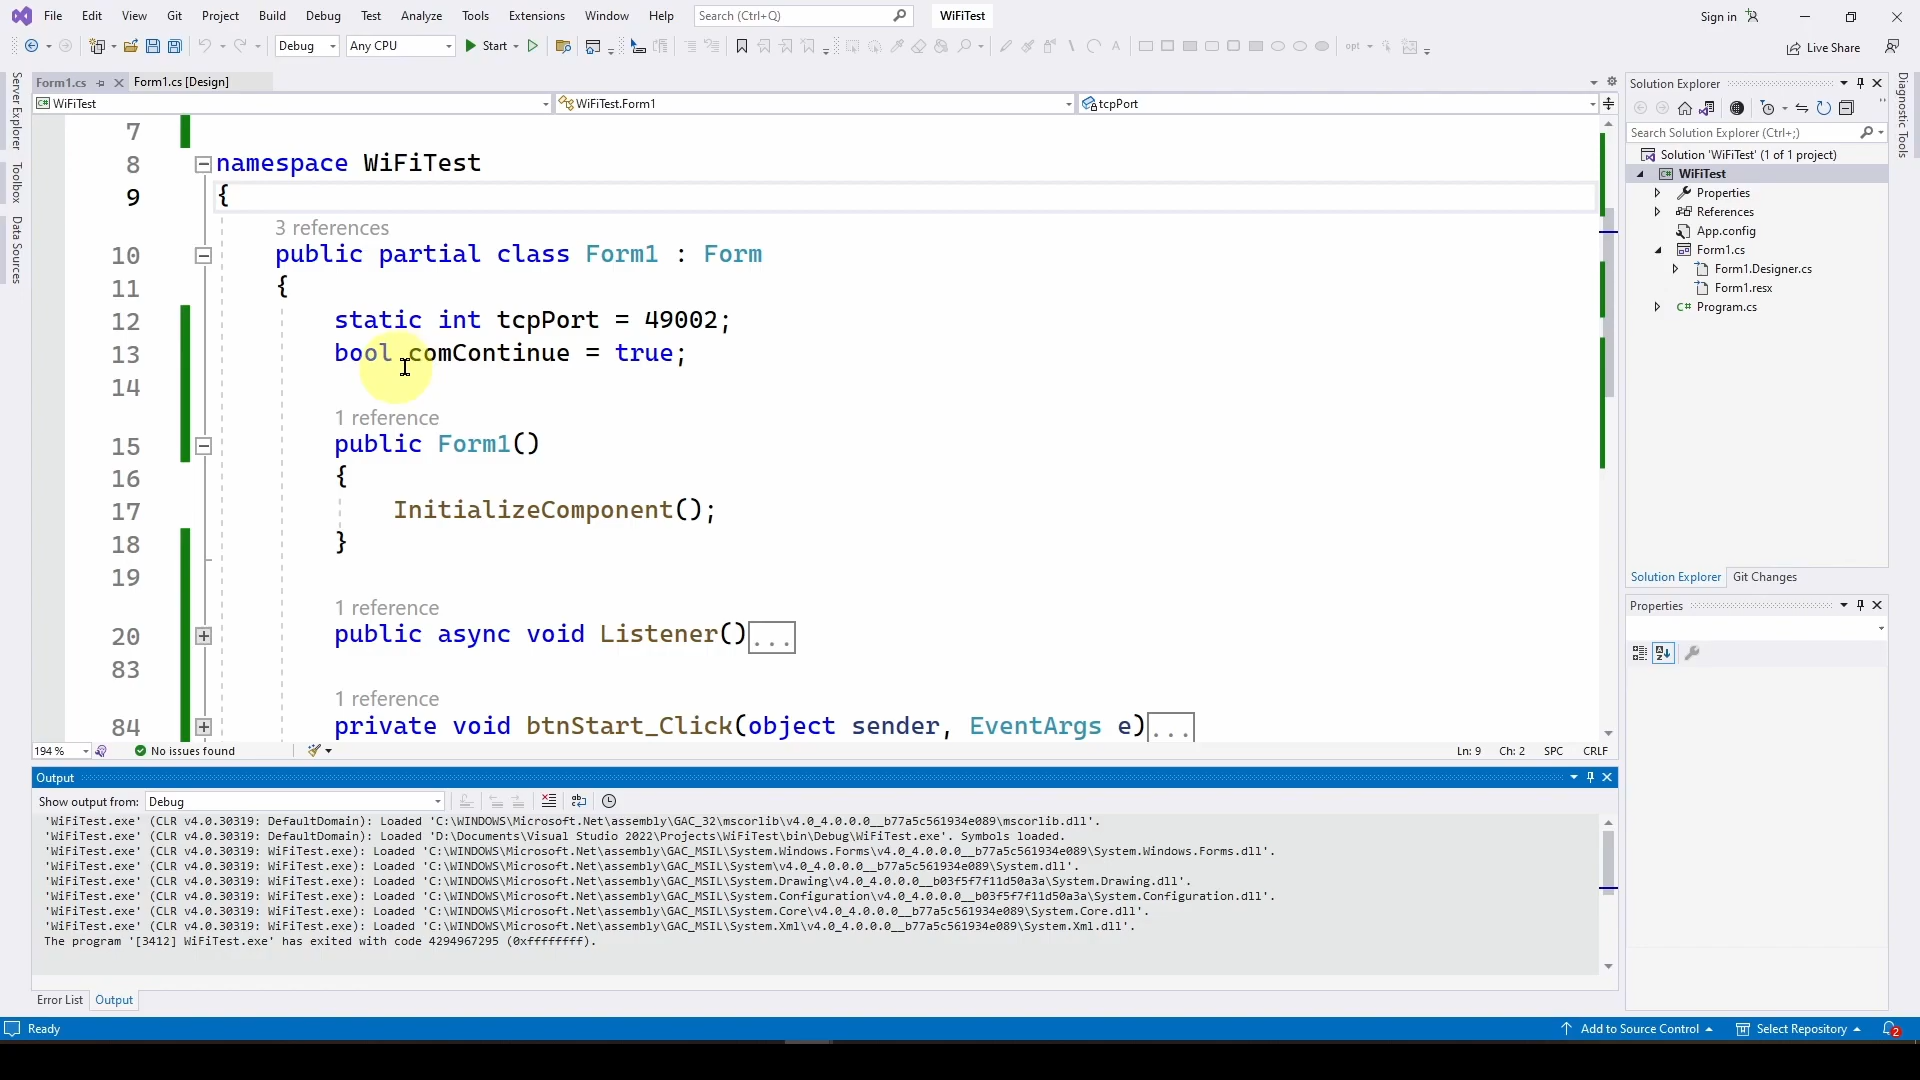 File Edit View Git Project Build Debug Test Analyze Tools Extensions Window Help Search (Ctrl+Q) WiFiTest Sign in
Debug Any CPU Start opt Live Share
Server Explorer
Toolbox
Data Sources
Form1.cs Form1.cs [Design]
WiFiTest WiFiTest.Form1 tcpPort
7
8 namespace WiFiTest
9 {
3 references
10 public partial class Form1 : Form
11 {
12 static int tcpPort = 49002;
13 bool comContinue = true;
14
1 reference
15 public Form1()
16 {
17 InitializeComponent();
18 }
19
1 reference
20 public async void Listener()...
83
1 reference
84 private void btnStart_Click(object sender, EventArgs e)...
194 % No issues found Ln: 9 Ch: 2 SPC CRLF
Output
Show output from: Debug
'WiFiTest.exe' (CLR v4.0.30319: DefaultDomain): Loaded 'C:\WINDOWS\Microsoft.Net\assembly\GAC_32\mscorlib\v4.0_4.0.0.0__b77a5c561934e089\mscorlib.dll'.
'WiFiTest.exe' (CLR v4.0.30319: DefaultDomain): Loaded 'D:\Documents\Visual Studio 2022\Projects\WiFiTest\bin\Debug\WiFiTest.exe'. Symbols loaded.
'WiFiTest.exe' (CLR v4.0.30319: WiFiTest.exe): Loaded 'C:\WINDOWS\Microsoft.Net\assembly\GAC_MSIL\System.Windows.Forms\v4.0_4.0.0.0__b77a5c561934e089\System.Windows.Forms.dll'.
'WiFiTest.exe' (CLR v4.0.30319: WiFiTest.exe): Loaded 'C:\WINDOWS\Microsoft.Net\assembly\GAC_MSIL\System\v4.0_4.0.0.0__b77a5c561934e089\System.dll'.
'WiFiTest.exe' (CLR v4.0.30319: WiFiTest.exe): Loaded 'C:\WINDOWS\Microsoft.Net\assembly\GAC_MSIL\System.Drawing\v4.0_4.0.0.0__b03f5f7f11d50a3a\System.Drawing.dll'.
'WiFiTest.exe' (CLR v4.0.30319: WiFiTest.exe): Loaded 'C:\WINDOWS\Microsoft.Net\assembly\GAC_MSIL\System.Configuration\v4.0_4.0.0.0__b03f5f7f11d50a3a\System.Configuration.dll'.
'WiFiTest.exe' (CLR v4.0.30319: WiFiTest.exe): Loaded 'C:\WINDOWS\Microsoft.Net\assembly\GAC_MSIL\System.Core\v4.0_4.0.0.0__b77a5c561934e089\System.Core.dll'.
'WiFiTest.exe' (CLR v4.0.30319: WiFiTest.exe): Loaded 'C:\WINDOWS\Microsoft.Net\assembly\GAC_MSIL\System.Xml\v4.0_4.0.0.0__b77a5c561934e089\System.Xml.dll'.
The program '[3412] WiFiTest.exe' has exited with code 4294967295 (0xffffffff).
Error List Output
Solution Explorer
Search Solution Explorer (Ctrl+;)
Solution 'WiFiTest' (1 of 1 project)
C# WiFiTest
Properties
References
App.config
Form1.cs
Form1.Designer.cs
Form1.resx
C# Program.cs
Solution Explorer Git Changes
Properties
Diagnostic Tools
Ready Add to Source Control Select Repository 2